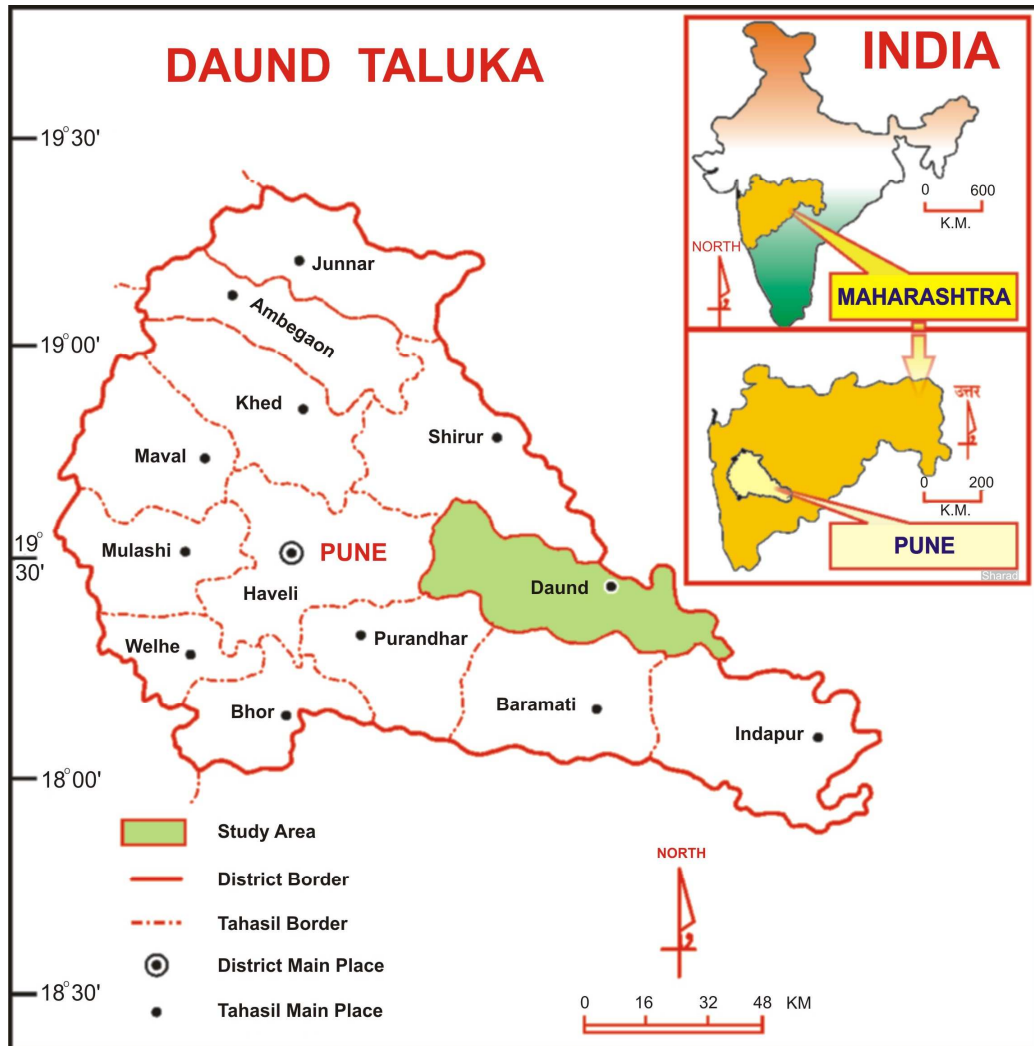 DAUND TALUKA
INDIA
19°30'
19°00'
19°
30'
18°00'
18°30'
Junnar
Ambegaon
Khed
Shirur
Maval
Mulashi
PUNE
Haveli
Daund
Welhe
Purandhar
Bhor
Baramati
Indapur
0 600
K.M.
NORTH
MAHARASHTRA
उत्तर
0 200
K.M.
PUNE
Sharad
Study Area
District Border
Tahasil Border
District Main Place
Tahasil Main Place
NORTH
0 16 32 48 KM